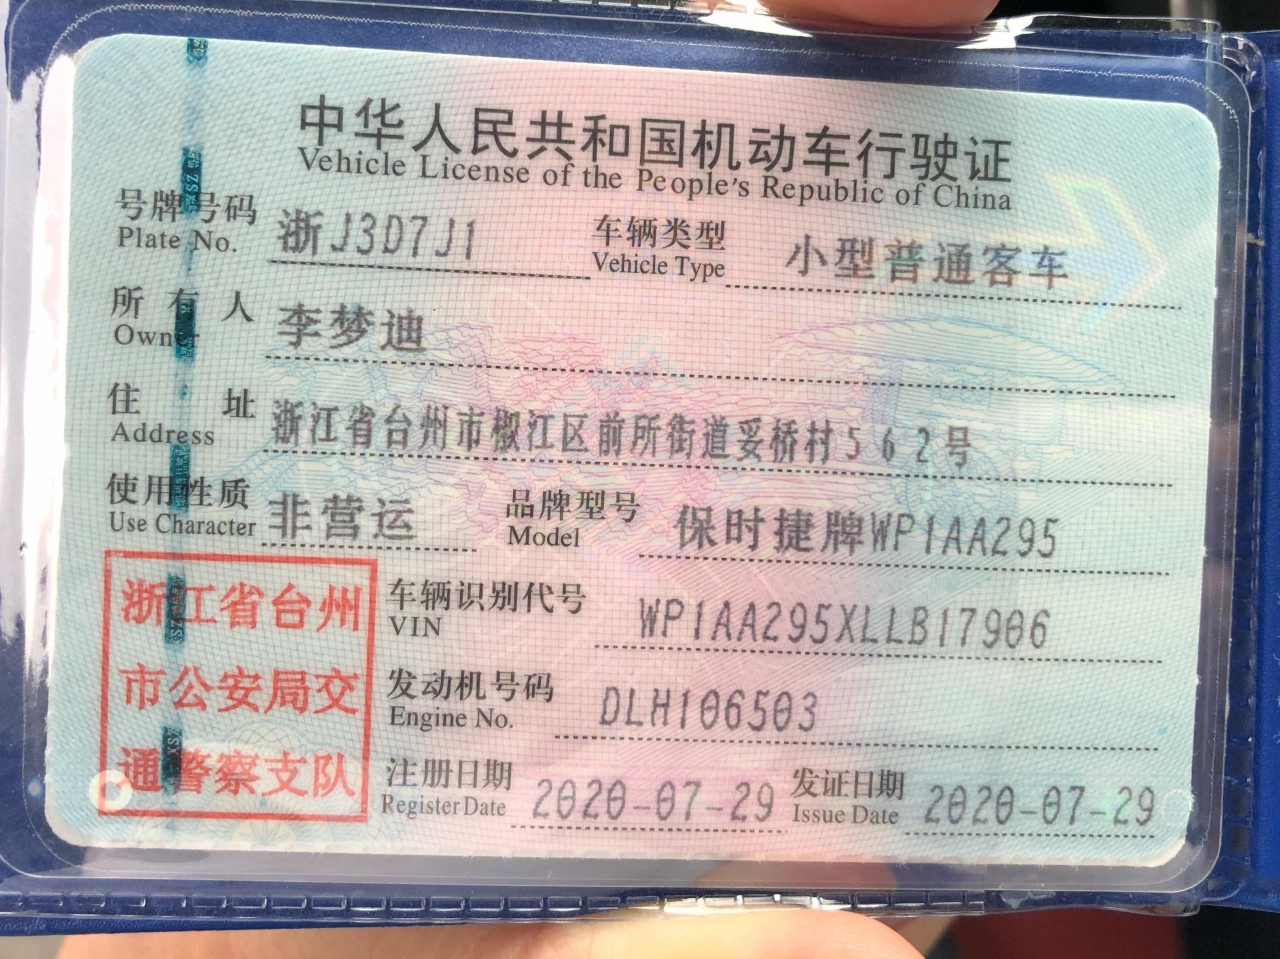 中华人民共和国机动车行驶证
Vehicle License of the People's Republic of China
号牌号码 浙J3D7J1 车辆类型 小型普通客车
Plate No. Vehicle Type
所有人 李梦迪
Owner
住址 浙江省台州市椒江区前所街道妥桥村562号
Address
使用性质 非营运 品牌型号 保时捷牌WP1AA295
Use Character Model
浙江省台州
市公安局交
通警察支队
车辆识别代号 WP1AA295XLLB17906
VIN
发动机号码 DLH106503
Engine No.
注册日期 2020-07-29 发证日期 2020-07-29
Register Date Issue Date